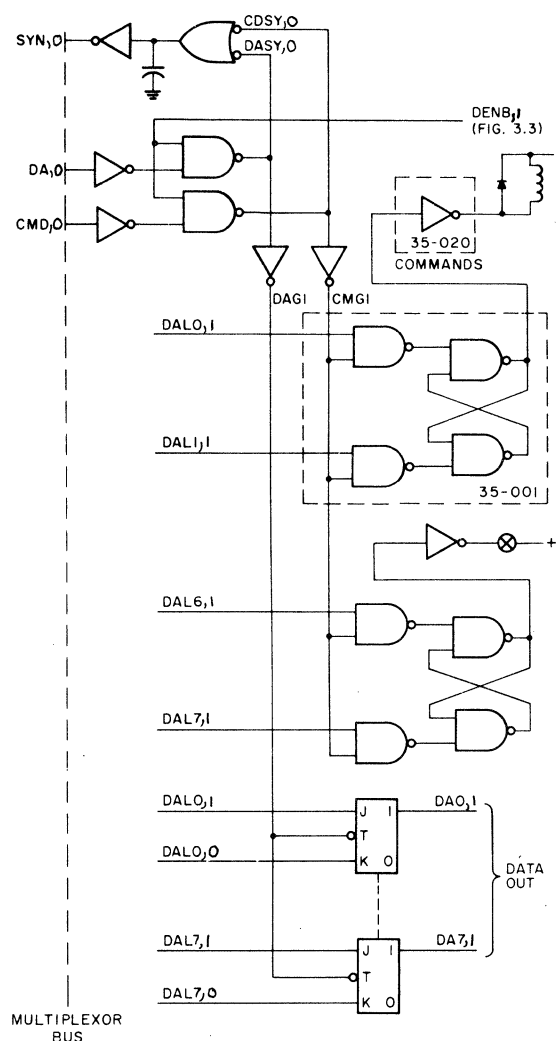 CDSY,0
SYN,0
DASY,0
DENB,1
(FIG. 3.3)
DA,0
CMD,0
35-020
COMMANDS
DAG1
CMG1
DAL0,1
DAL1,1
35-001
+
DAL6,1
DAL7,1
DAL0,1
J 1
DA0,1
T
DAL0,0
K 0
DATA
OUT
DAL7,1
J 1
DA7,1
T
DAL7,0
K 0
MULTIPLEXOR
BUS